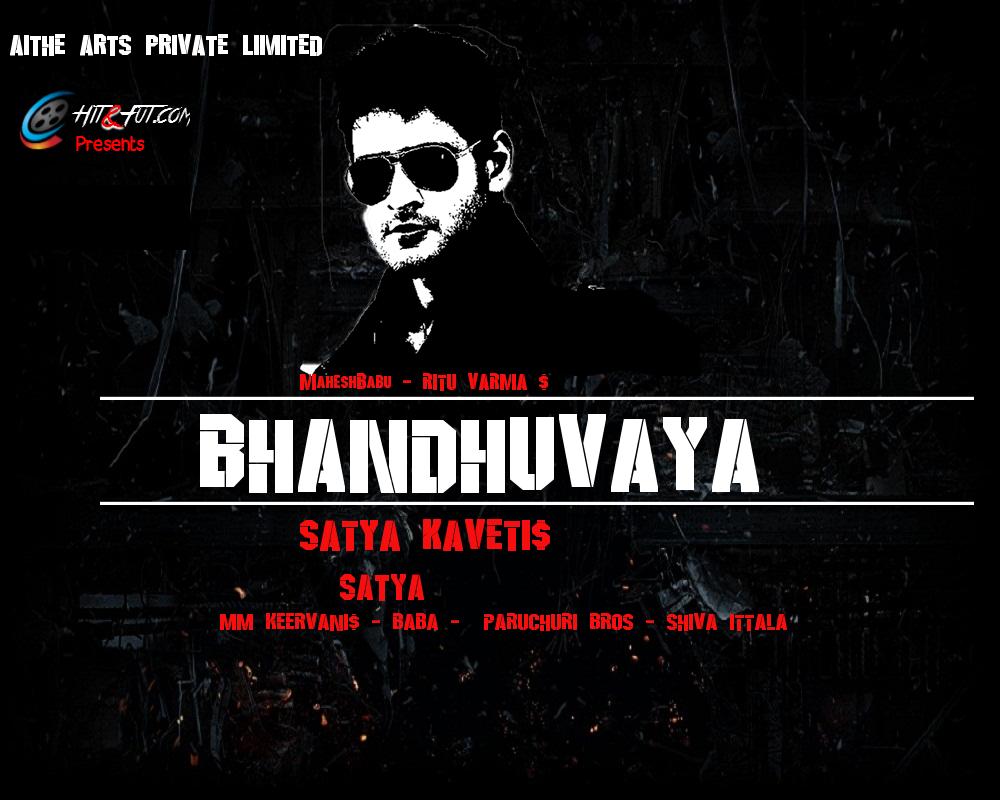 AITHE ARTS PRIVATE LIIMITED
HIT&FUT.COM
Presents
MAHESHBABU - RITU VARMA $
BHANDHUVAYA
SATYA KAVETI$
SATYA
MM KEERVANI$ - BABA - PARUCHURI BROS - SHIVA ITTALA